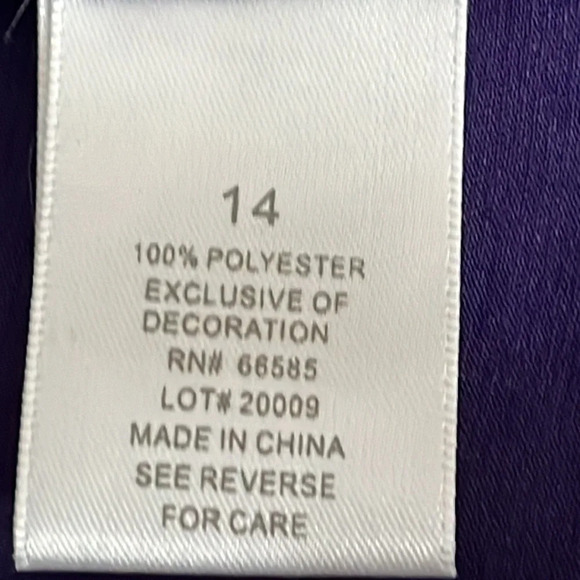 14
100% POLYESTER
EXCLUSIVE OF
DECORATION
RN# 66585
LOT# 20009
MADE IN CHINA
SEE REVERSE
FOR CARE